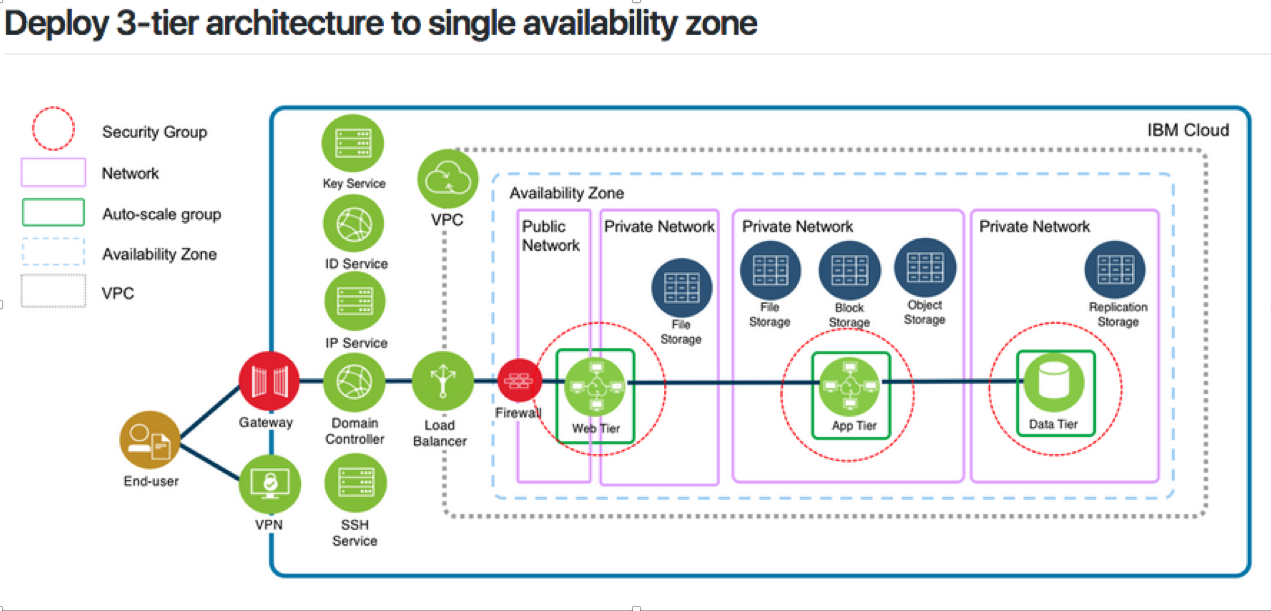 Deploy 3-tier architecture to single availability zone
Security Group
Network
Auto-scale group
Availability Zone
VPC
IBM Cloud
Key Service
ID Service
IP Service
Domain
Controller
SSH
Service
End-user
Gateway
VPN
VPC
Load
Balancer
Availability Zone
Public
Network
Firewall
Web Tier
Private Network
File
Storage
Private Network
File
Storage
Block
Storage
Object
Storage
App Tier
Private Network
Replication
Storage
Data Tier